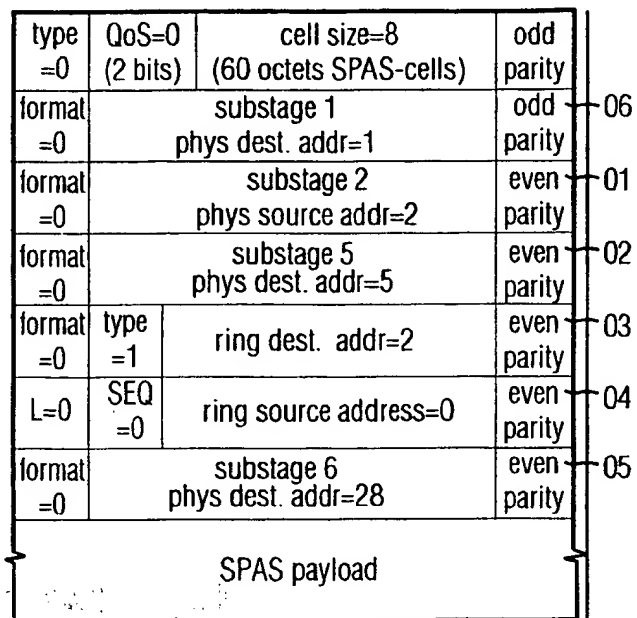 type QoS=0 cell size=8 odd
=0 (2 bits) (60 octets SPAS-cells) parity
format substage 1 odd 06
=0 phys dest. addr=1 parity
format substage 2 even 01
=0 phys source addr=2 parity
format substage 5 even 02
=0 phys dest. addr=5 parity
format type ring dest. addr=2 even 03
=0 =1 parity
L=0 SEQ ring source address=0 even 04
=0 parity
format substage 6 even 05
=0 phys dest. addr=28 parity
SPAS payload